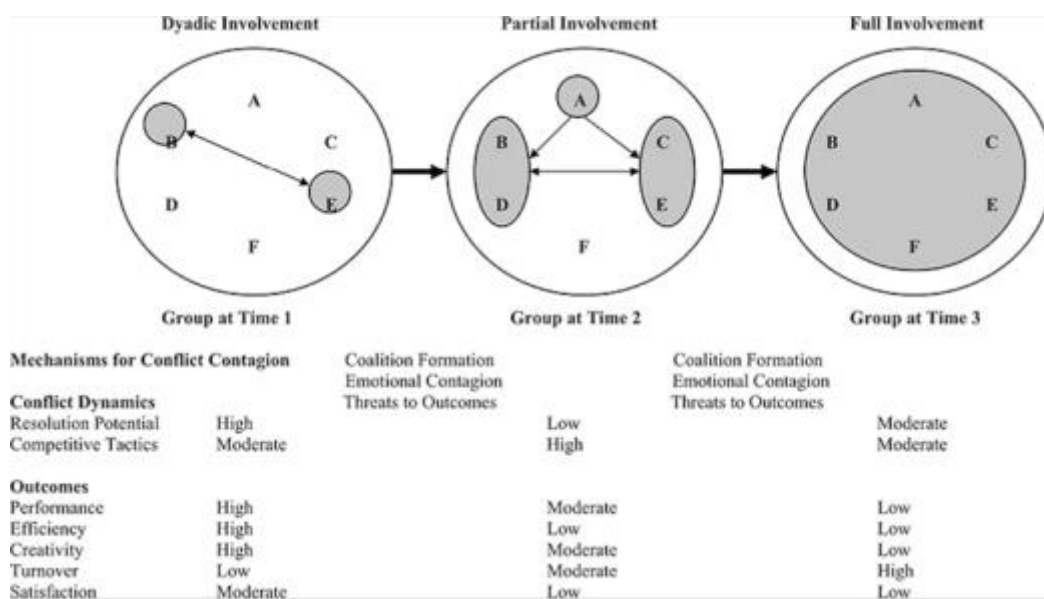 Dyadic Involvement Partial Involvement Full Involvement
A A A
B C B C B C
D E D E D E
F F F
Group at Time 1 Group at Time 2 Group at Time 3
Mechanisms for Conflict Contagion Coalition Formation Coalition Formation
Emotional Contagion Emotional Contagion
Conflict Dynamics Threats to Outcomes Threats to Outcomes
Resolution Potential High Low Moderate
Competitive Tactics Moderate High Moderate
Outcomes
Performance High Moderate Low
Efficiency High Low Low
Creativity High Moderate Low
Turnover Low Moderate High
Satisfaction Moderate Low Low